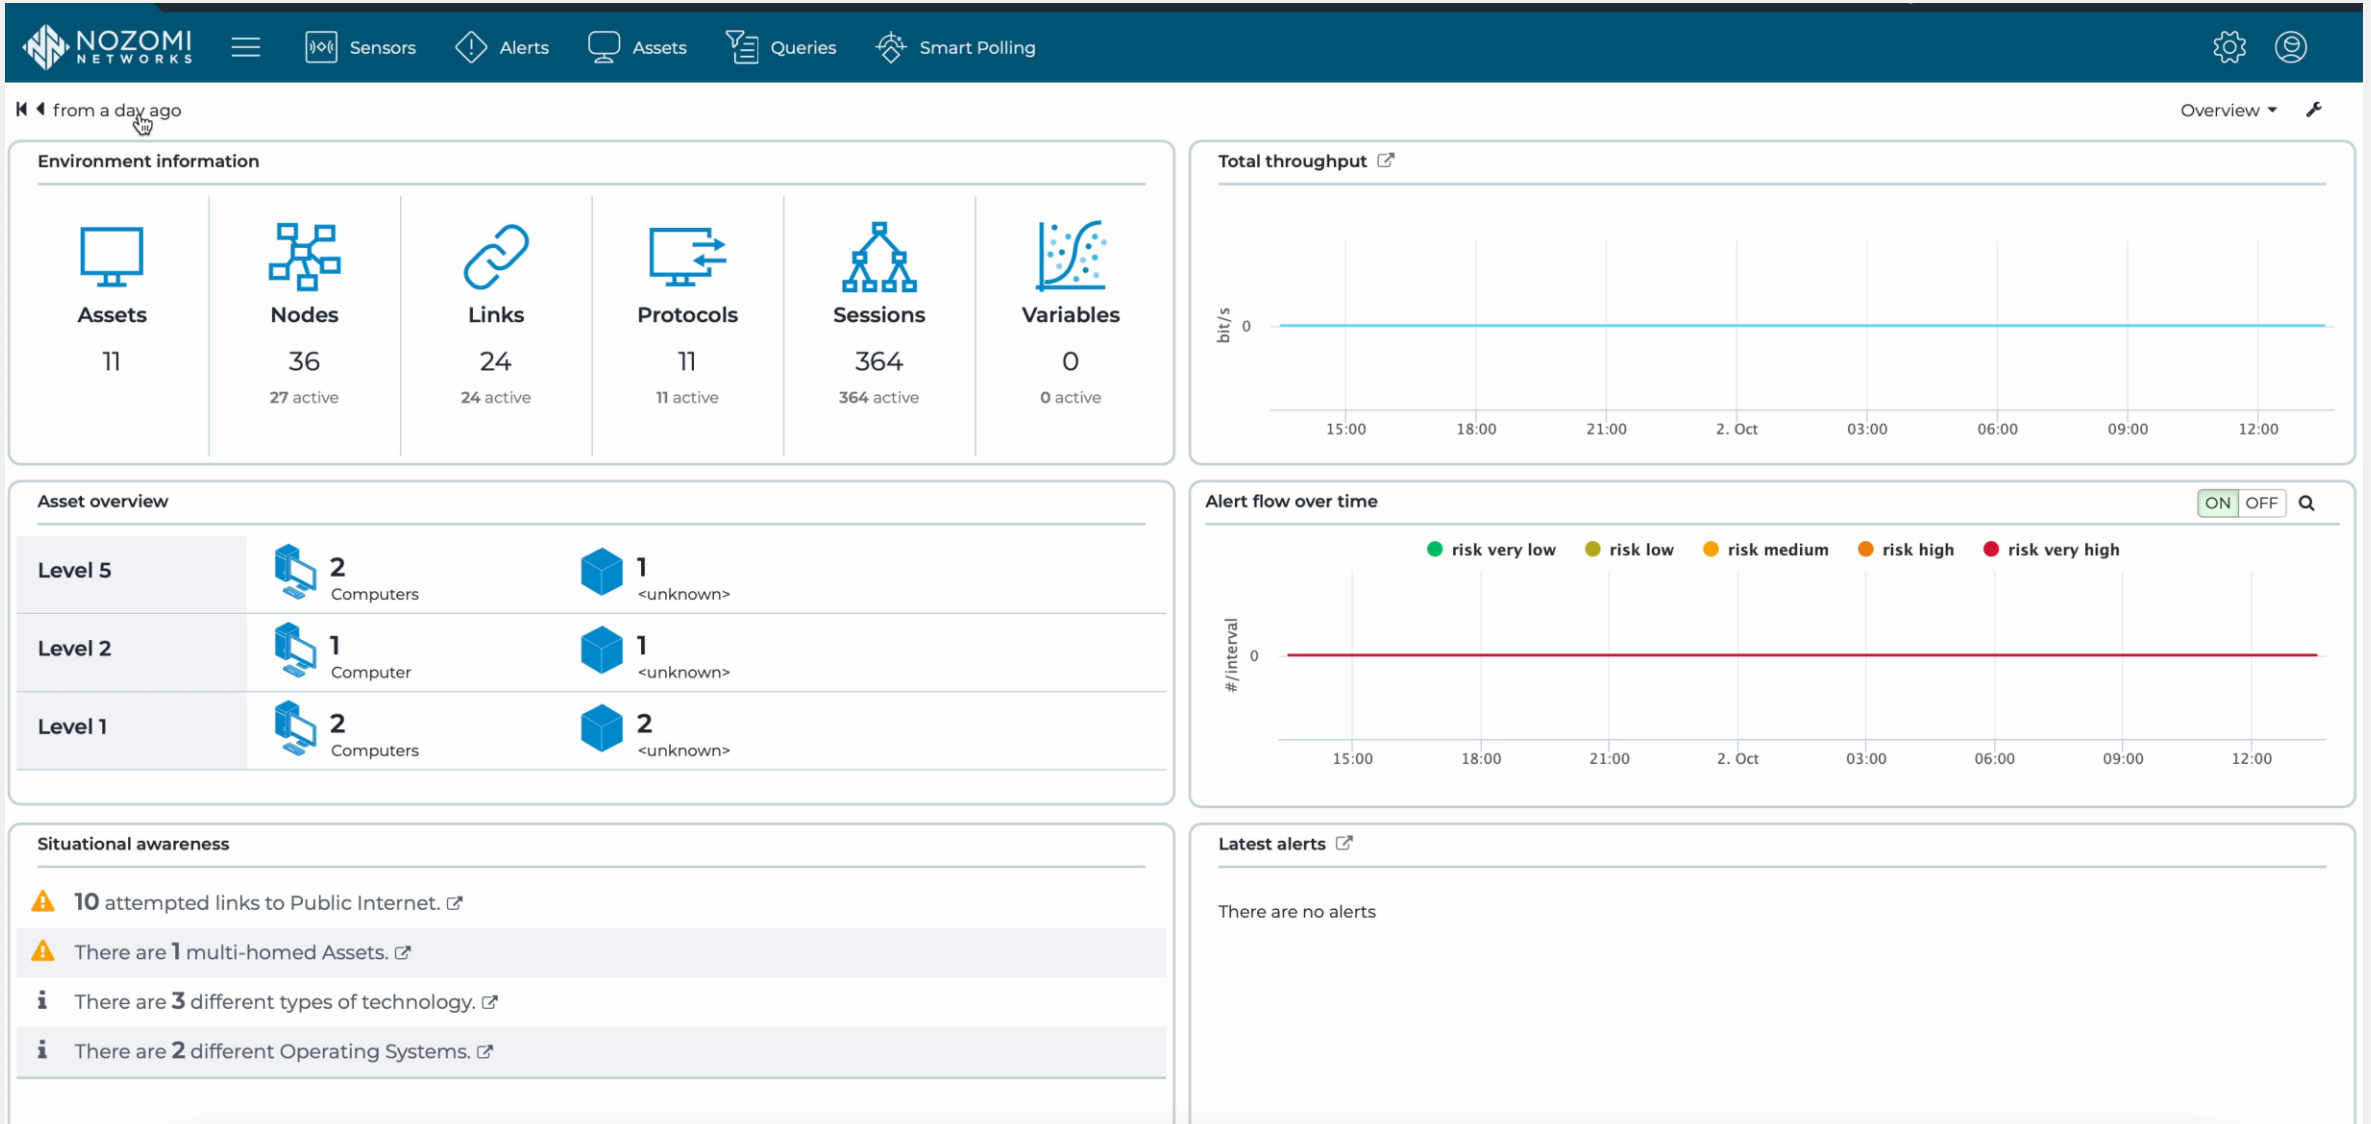 NOZOMI
NETWORKS
Sensors
Alerts
Assets
Queries
Smart Polling
from a day ago
Overview
Environment information
Assets
11
Nodes
36
27 active
Links
24
24 active
Protocols
11
11 active
Sessions
364
364 active
Variables
0
0 active
Total throughput
bit/s
0
15:00 18:00 21:00 2. Oct 03:00 06:00 09:00 12:00
Asset overview
Level 5
2
Computers
1
<unknown>
Level 2
1
Computer
1
<unknown>
Level 1
2
Computers
2
<unknown>
Alert flow over time
ON OFF
risk very low risk low risk medium risk high risk very high
#/interval
0
15:00 18:00 21:00 2. Oct 03:00 06:00 09:00 12:00
Situational awareness
10 attempted links to Public Internet.
There are 1 multi-homed Assets.
There are 3 different types of technology.
There are 2 different Operating Systems.
Latest alerts
There are no alerts